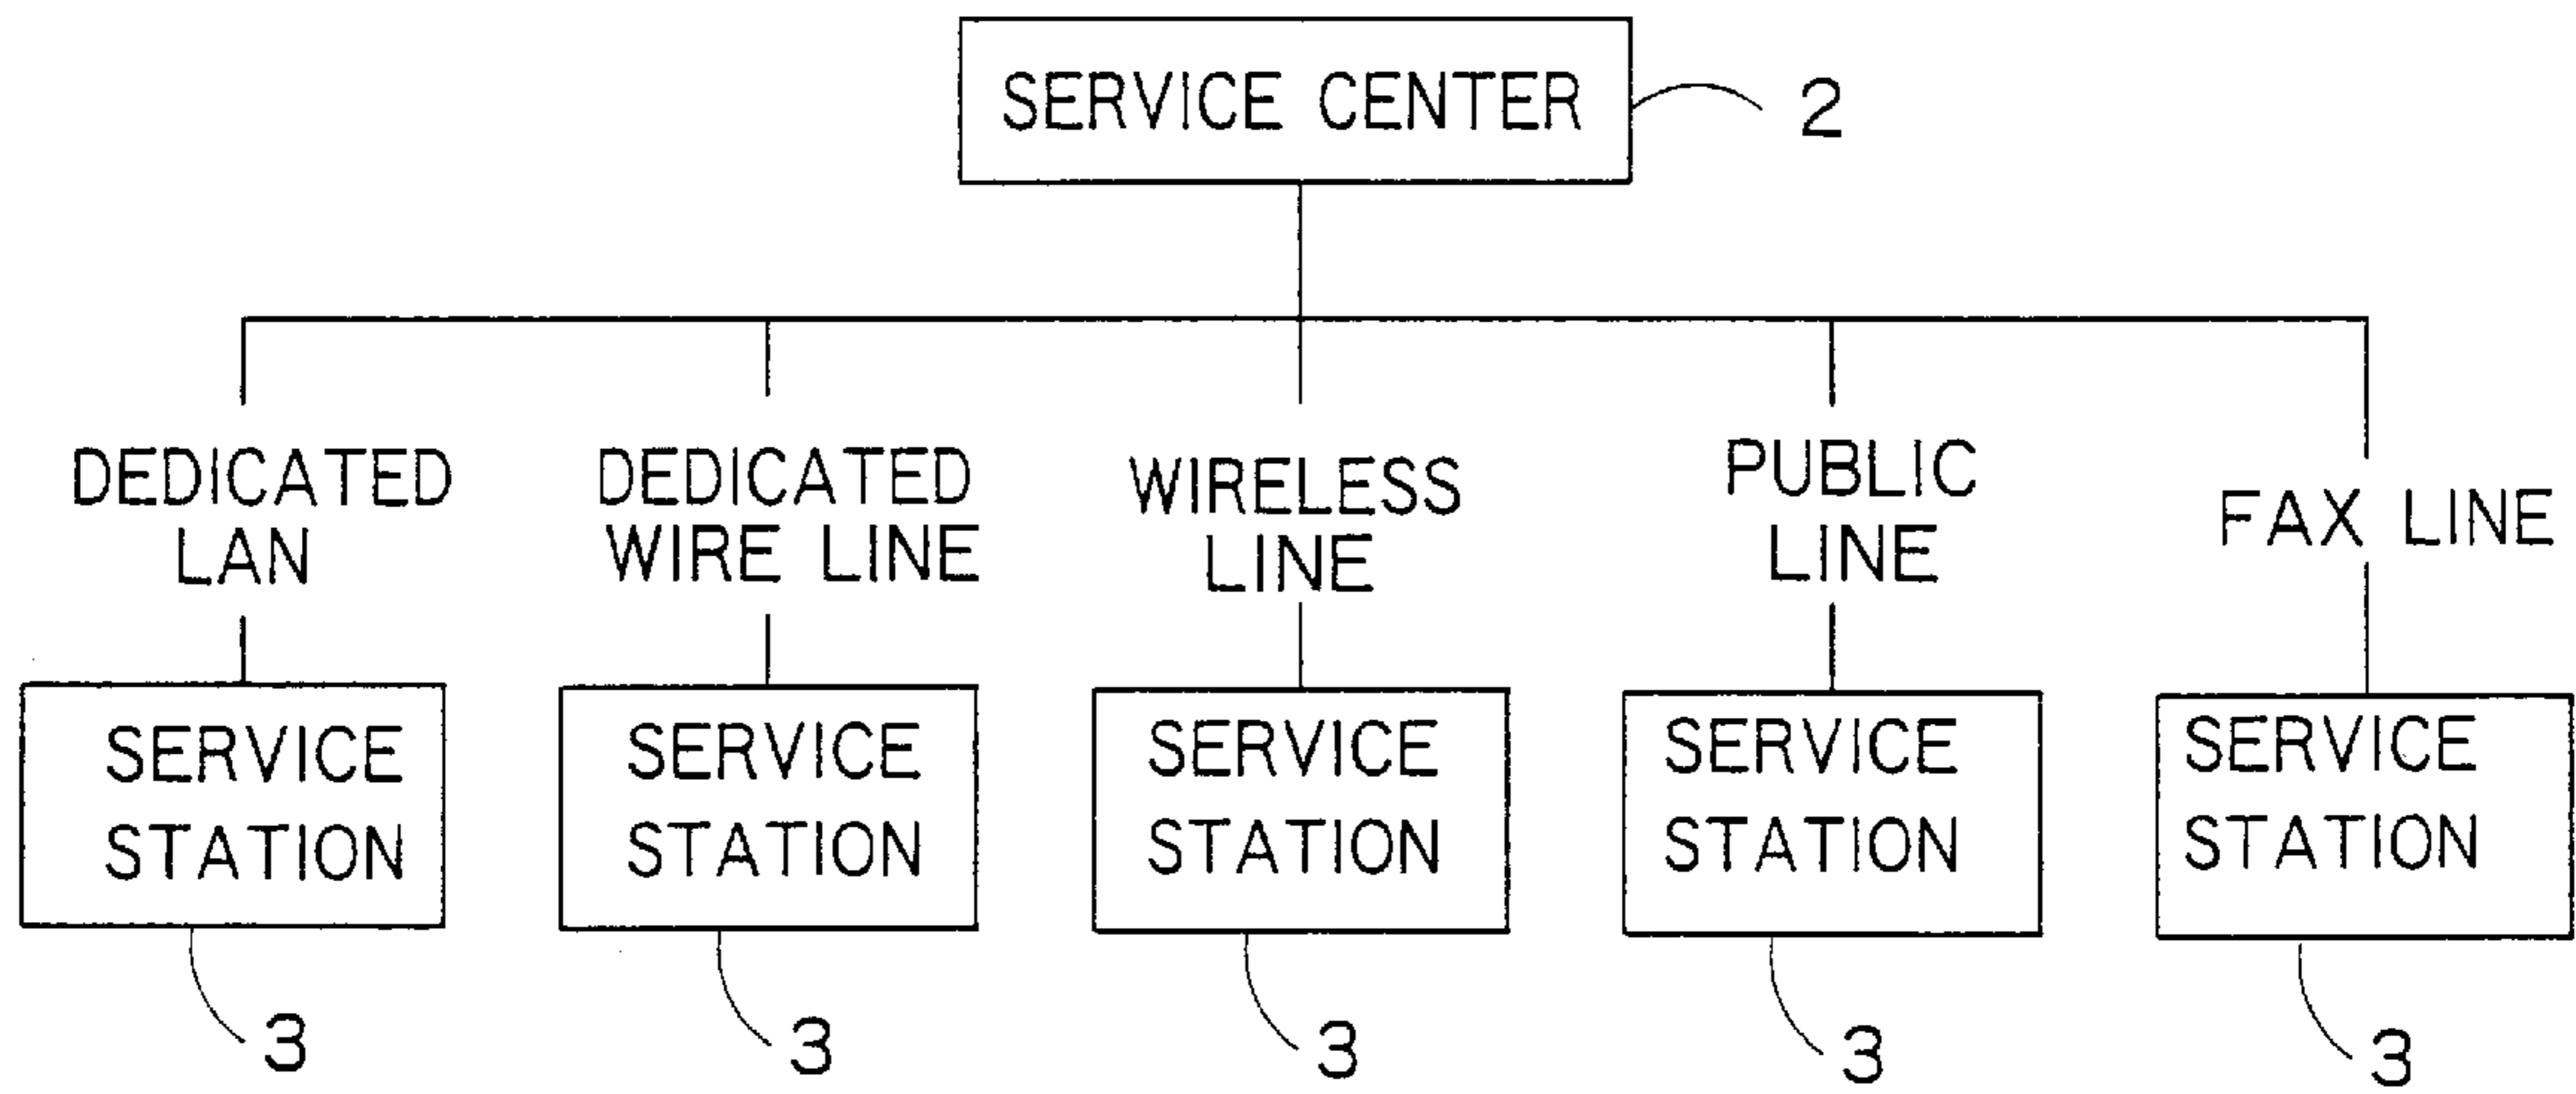 SERVICE CENTER
2
DEDICATED
LAN
DEDICATED
WIRE LINE
WIRELESS
LINE
PUBLIC
LINE
FAX LINE
SERVICE
STATION
SERVICE
STATION
SERVICE
STATION
SERVICE
STATION
SERVICE
STATION
3
3
3
3
3